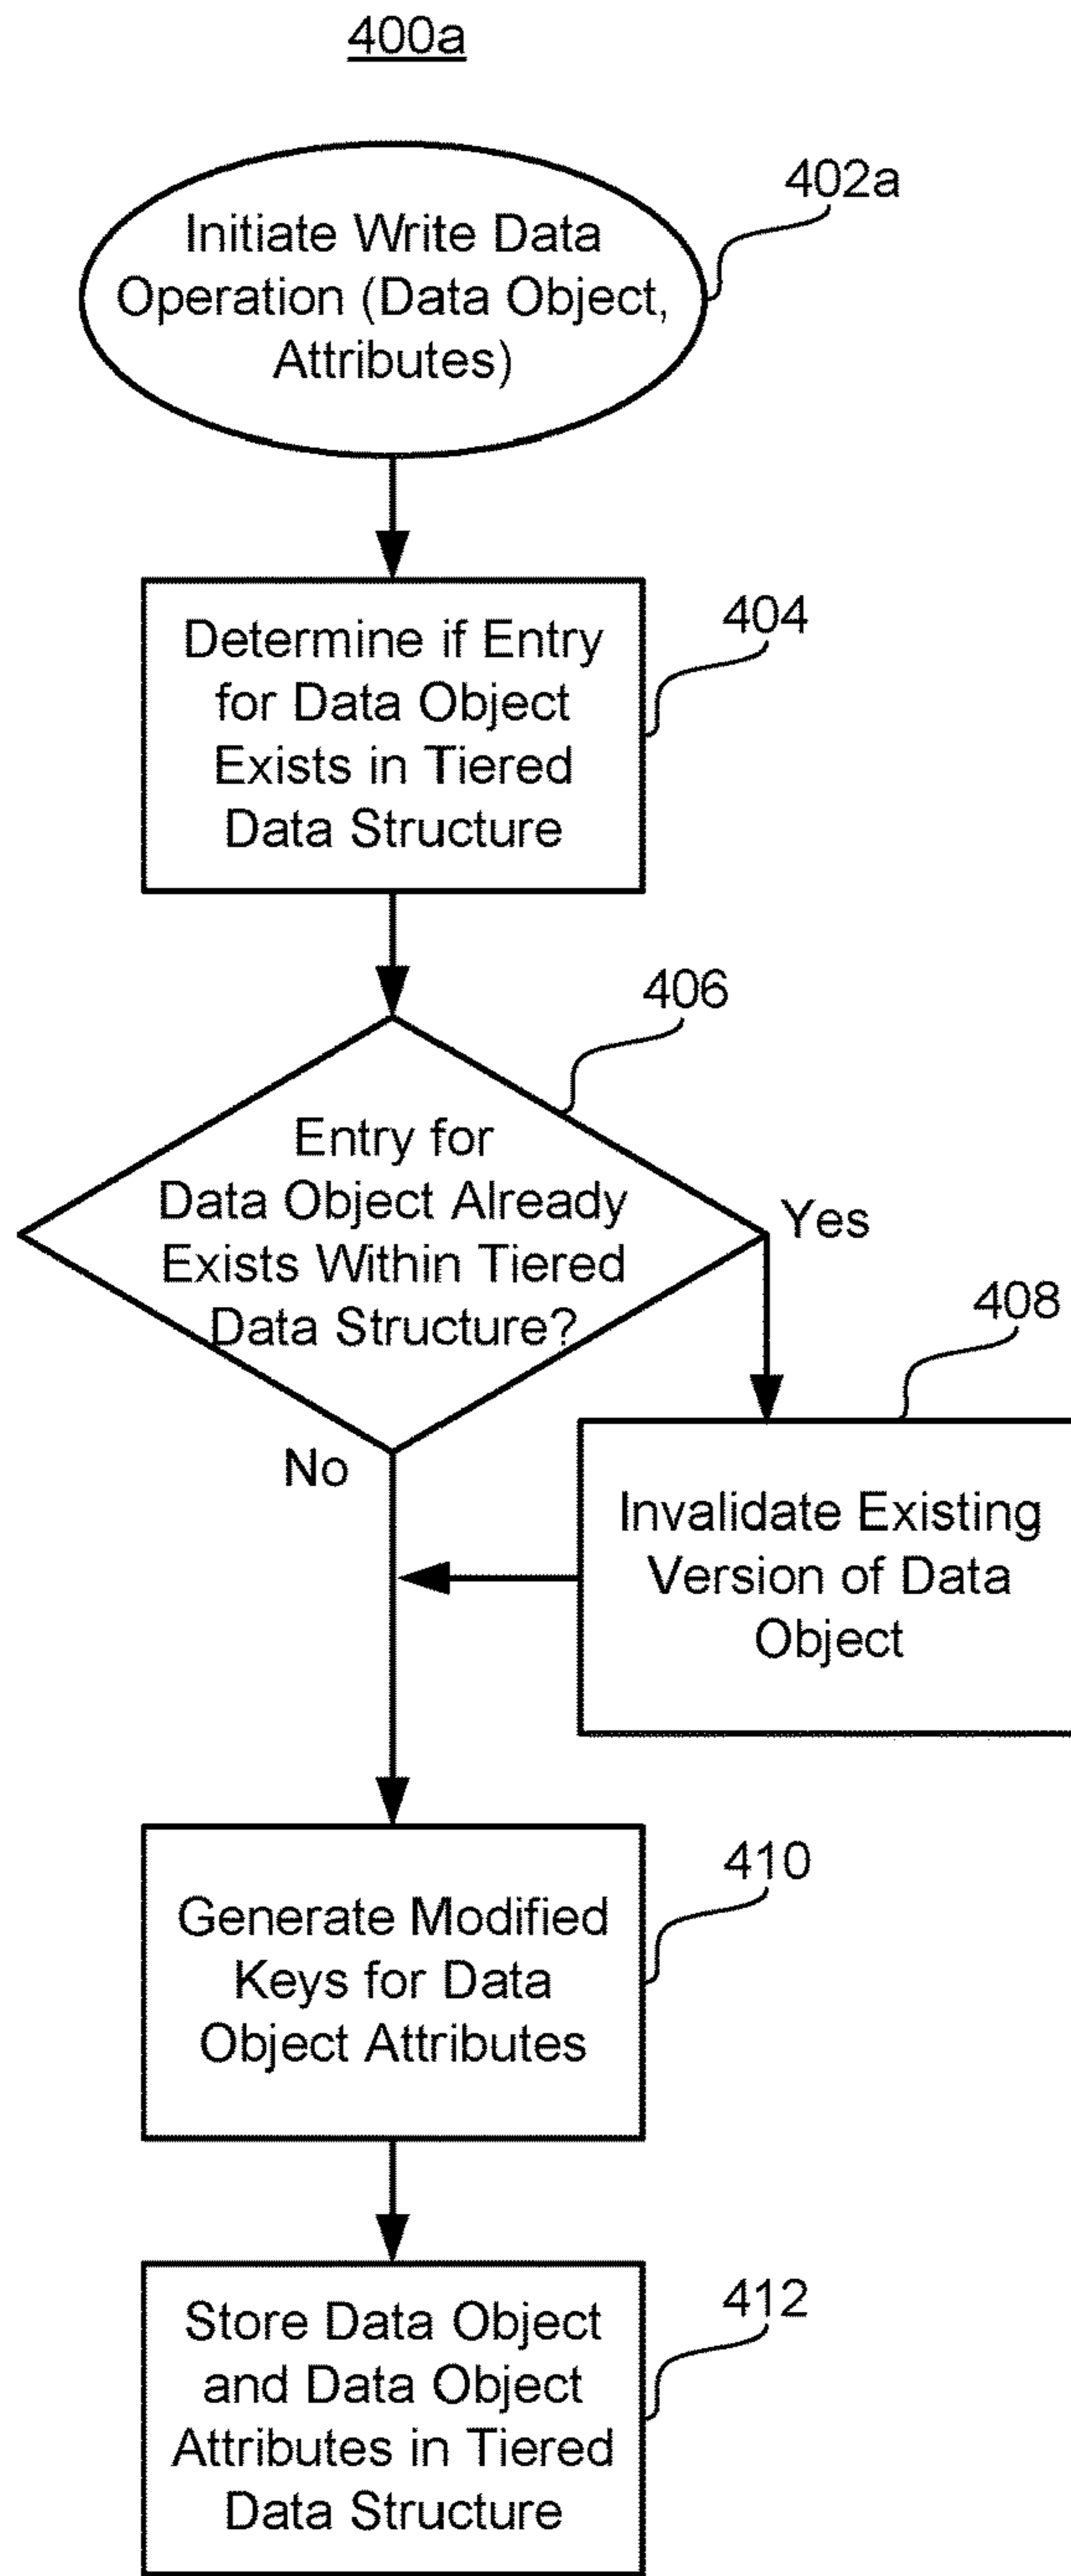 400a
402a
Initiate Write Data
Operation (Data Object,
Attributes)
404
Determine if Entry
for Data Object
Exists in Tiered
Data Structure
406
Entry for
Data Object Already
Exists Within Tiered
Data Structure?
Yes
No
408
Invalidate Existing
Version of Data
Object
410
Generate Modified
Keys for Data
Object Attributes
412
Store Data Object
and Data Object
Attributes in Tiered
Data Structure